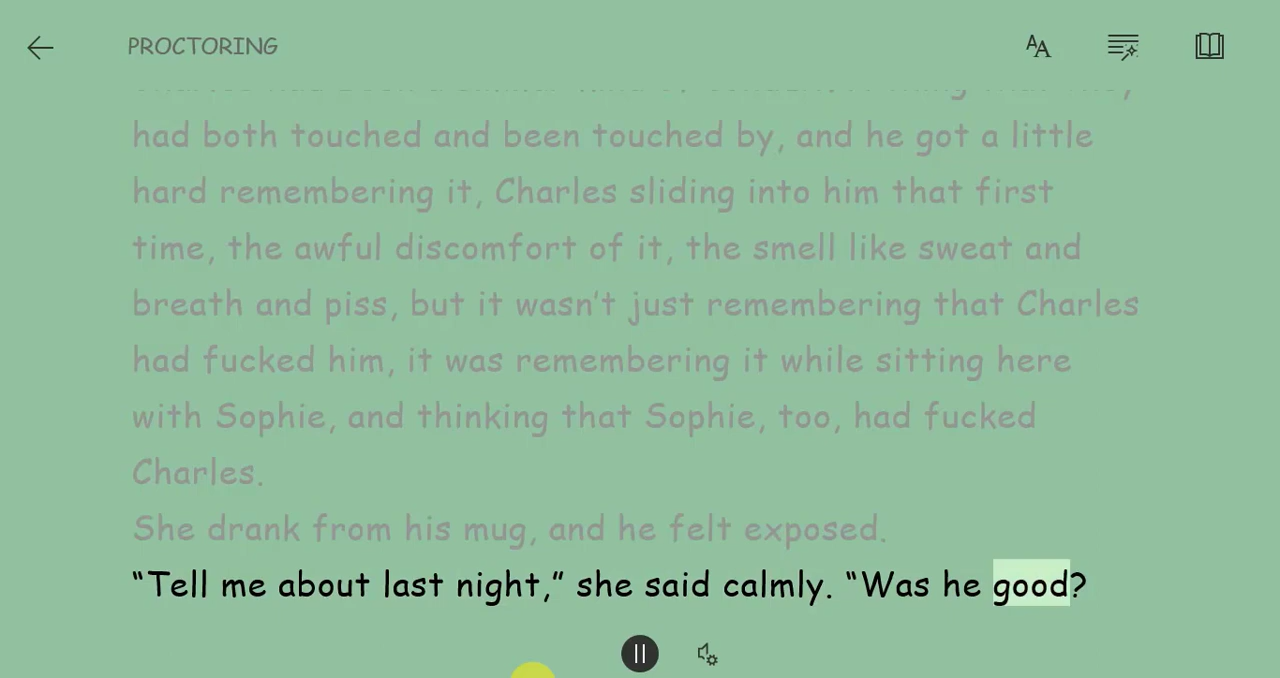 PROCTORING
had both touched and been touched by, and he got a little
hard remembering it, Charles sliding into him that first
time, the awful discomfort of it, the smell like sweat and
breath and piss, but it wasn’t just remembering that Charles
had fucked him, it was remembering it while sitting here
with Sophie, and thinking that Sophie, too, had fucked
Charles.
She drank from his mug, and he felt exposed.
“Tell me about last night,” she said calmly. “Was he good?